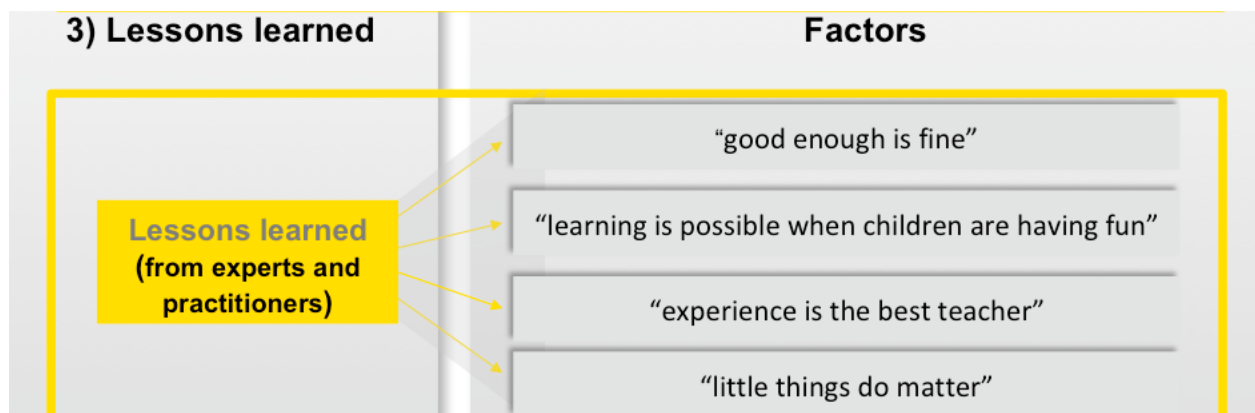 3) Lessons learned
Factors
Lessons learned
(from experts and
practitioners)
“good enough is fine”
“learning is possible when children are having fun”
“experience is the best teacher”
“little things do matter”